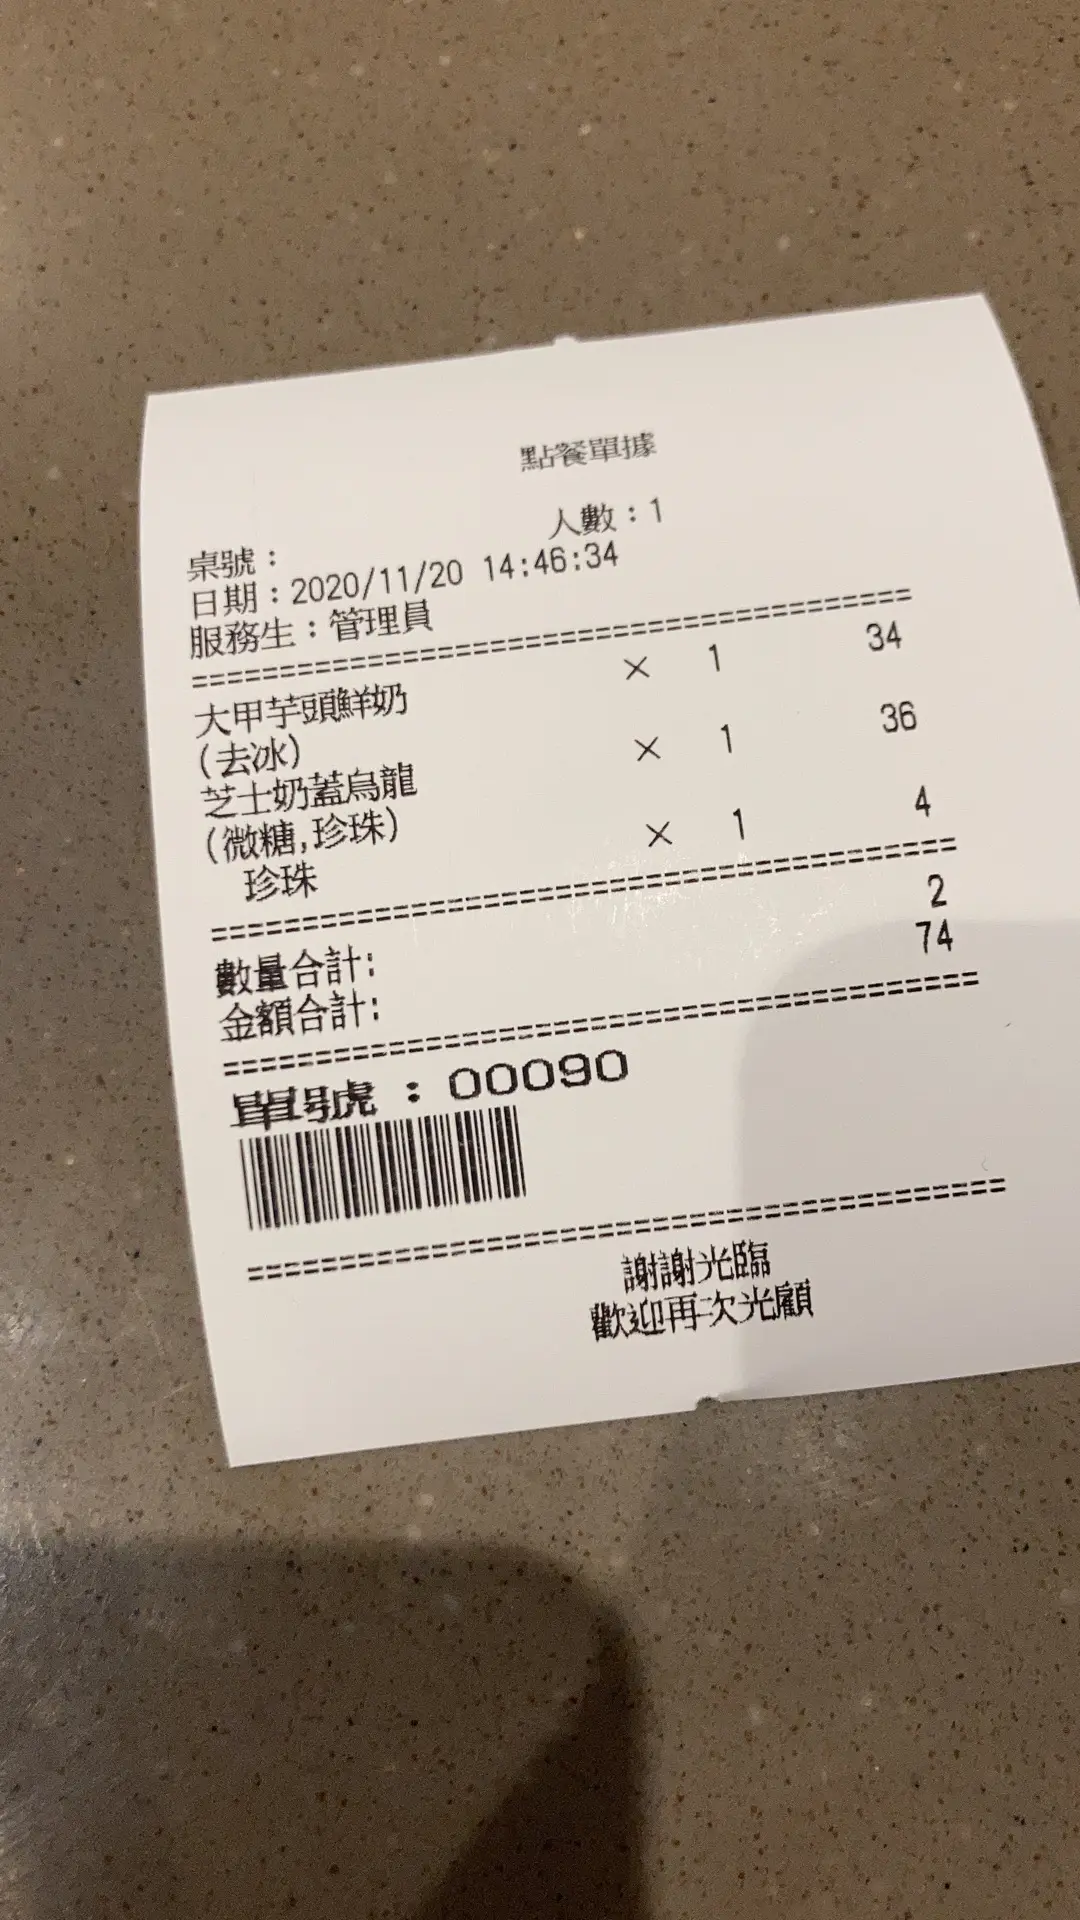 點餐單據
桌號： 人數：1
日期：2020/11/20 14:46:34
服務生：管理員
========================================
大甲芋頭鮮奶 × 1 34
(去冰)
芝士奶蓋烏龍 × 1 36
(微糖,珍珠)
珍珠 × 1 4
========================================
數量合計: 2
金額合計: 74
========================================
單號：00090
========================================
謝謝光臨
歡迎再次光顧